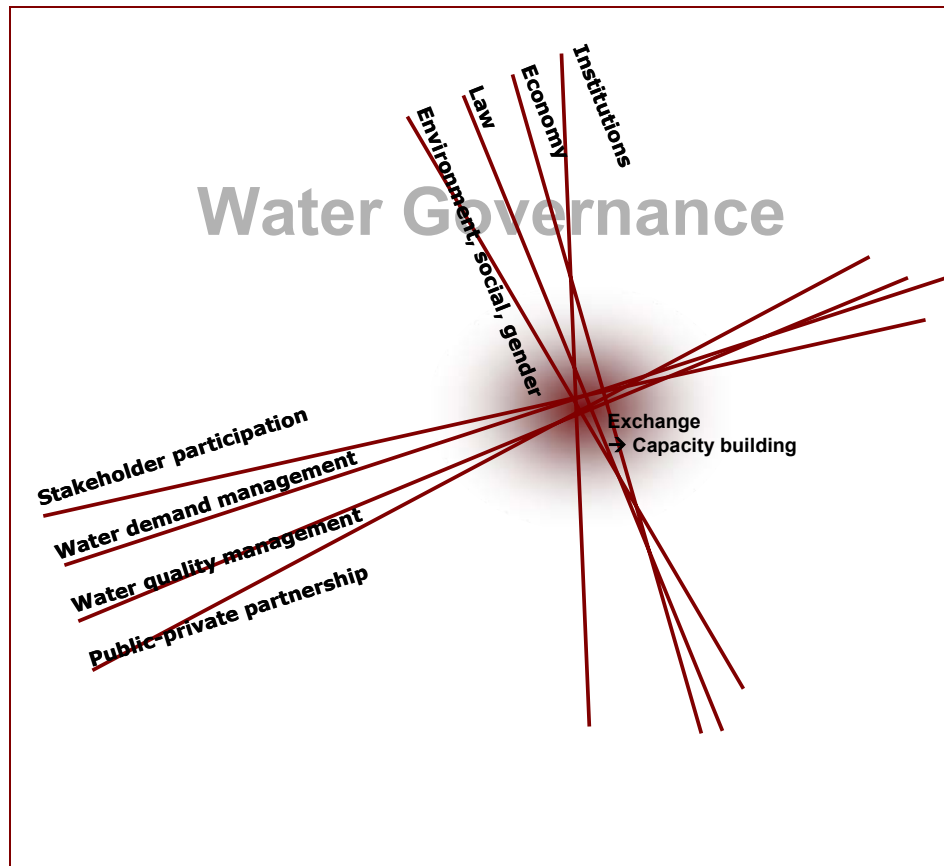 Institutions
Economy
Law
Environment, social, gender
Water Governance
Exchange
→ Capacity building
Stakeholder participation
Water demand management
Water quality management
Public-private partnership